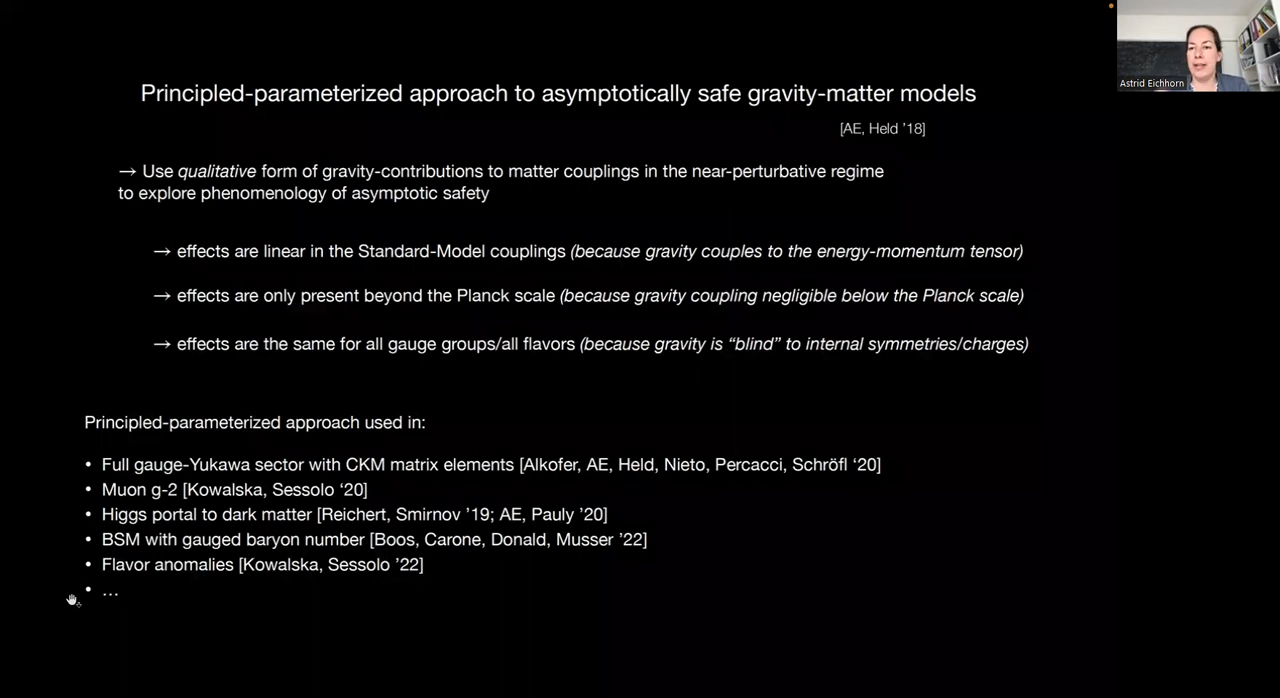 Astrid Eichhorn
Principled-parameterized approach to asymptotically safe gravity-matter models
[AE, Held ’18]
→ Use qualitative form of gravity-contributions to matter couplings in the near-perturbative regime
to explore phenomenology of asymptotic safety
→ effects are linear in the Standard-Model couplings (because gravity couples to the energy-momentum tensor)
→ effects are only present beyond the Planck scale (because gravity coupling negligible below the Planck scale)
→ effects are the same for all gauge groups/all flavors (because gravity is “blind” to internal symmetries/charges)
Principled-parameterized approach used in:
• Full gauge-Yukawa sector with CKM matrix elements [Alkofer, AE, Held, Nieto, Percacci, Schröfl ‘20]
• Muon g-2 [Kowalska, Sessolo ‘20]
• Higgs portal to dark matter [Reichert, Smirnov ’19; AE, Pauly ’20]
• BSM with gauged baryon number [Boos, Carone, Donald, Musser ’22]
• Flavor anomalies [Kowalska, Sessolo ’22]
• …